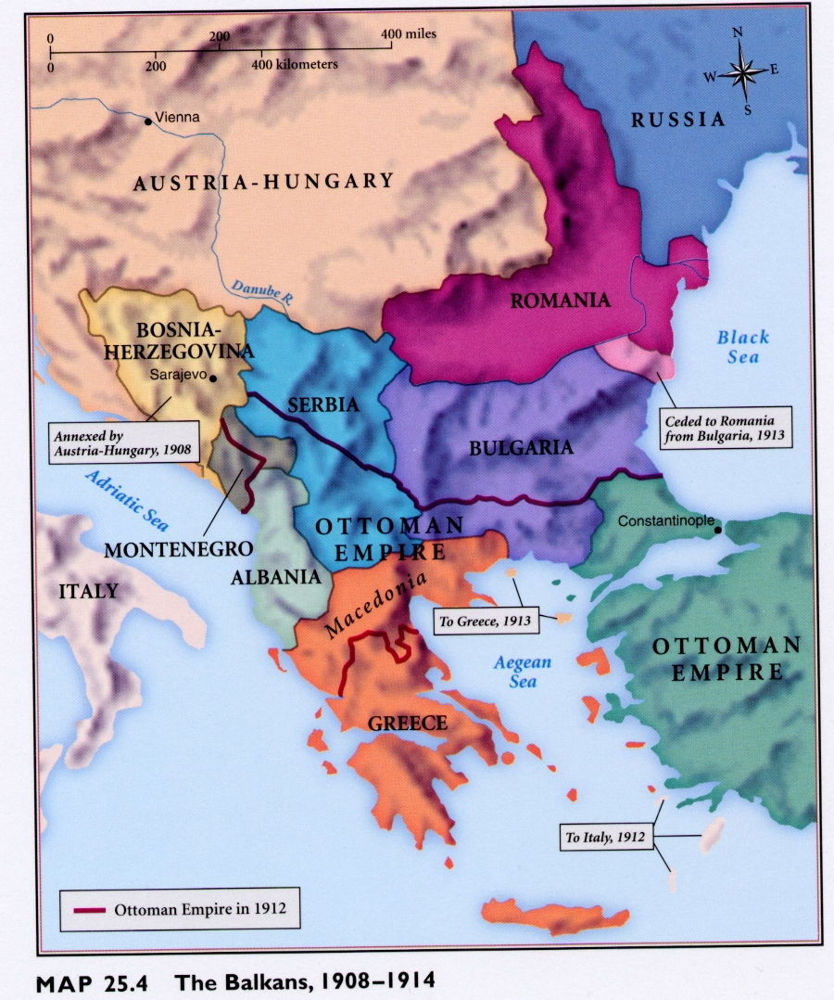 0 200 400 miles
0 200 400 kilometers
N
W E
S
Vienna
RUSSIA
AUSTRIA-HUNGARY
Danube R.
ROMANIA
BOSNIA-
HERZEGOVINA
Sarajevo
Black
Sea
SERBIA
Ceded to Romania
from Bulgaria, 1913
Annexed by
Austria-Hungary, 1908
BULGARIA
Adriatic Sea
Constantinople
OTTOMAN
EMPIRE
MONTENEGRO
ALBANIA
ITALY
Macedonia
To Greece, 1913
Aegean
Sea
OTTOMAN
EMPIRE
GREECE
To Italy, 1912
Ottoman Empire in 1912
MAP 25.4 The Balkans, 1908–1914